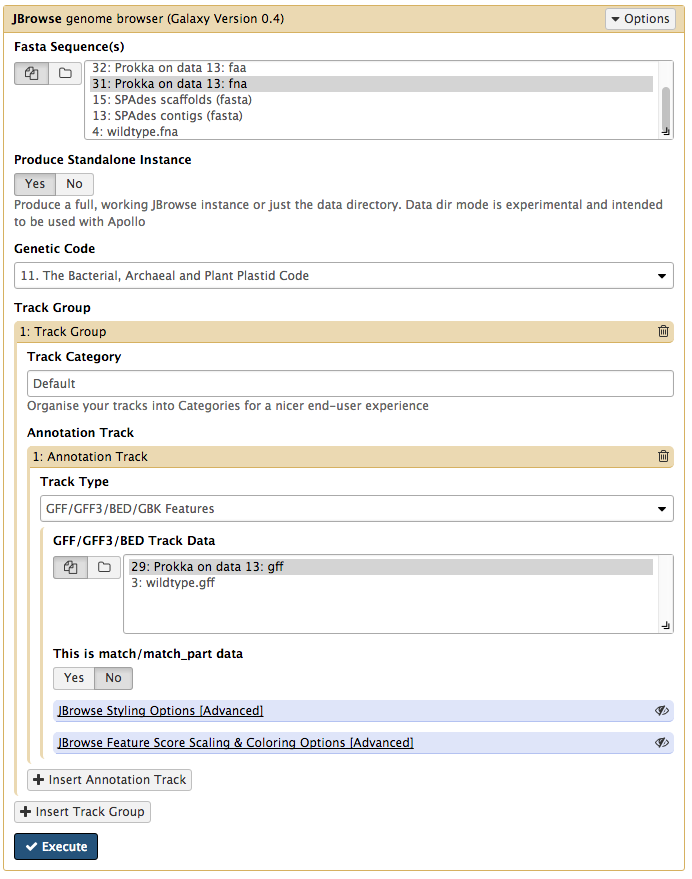 JBrowse genome browser (Galaxy Version 0.4)
Options
Fasta Sequence(s)
32: Prokka on data 13: faa
31: Prokka on data 13: fna
15: SPAdes scaffolds (fasta)
13: SPAdes contigs (fasta)
4: wildtype.fna
Produce Standalone Instance
Yes No
Produce a full, working JBrowse instance or just the data directory. Data dir mode is experimental and intended
to be used with Apollo
Genetic Code
11. The Bacterial, Archaeal and Plant Plastid Code
Track Group
1: Track Group
Track Category
Default
Organise your tracks into Categories for a nicer end-user experience
Annotation Track
1: Annotation Track
Track Type
GFF/GFF3/BED/GBK Features
GFF/GFF3/BED Track Data
29: Prokka on data 13: gff
3: wildtype.gff
This is match/match_part data
Yes No
JBrowse Styling Options [Advanced]
JBrowse Feature Score Scaling & Coloring Options [Advanced]
Insert Annotation Track
Insert Track Group
Execute